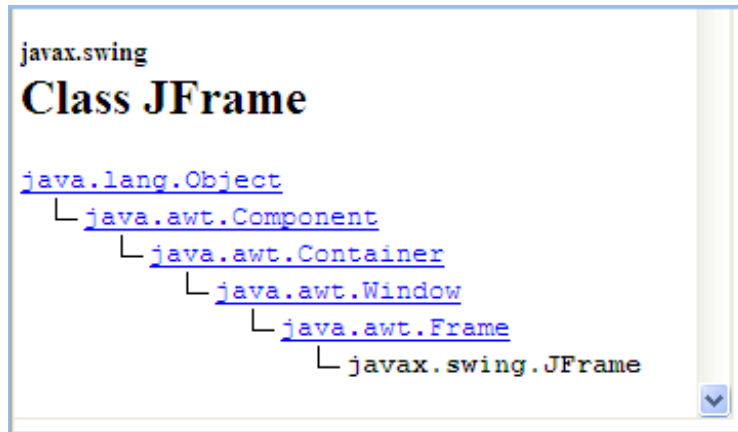 javax.swing
Class JFrame
java.lang.Object
java.awt.Component
java.awt.Container
java.awt.Window
java.awt.Frame
javax.swing.JFrame